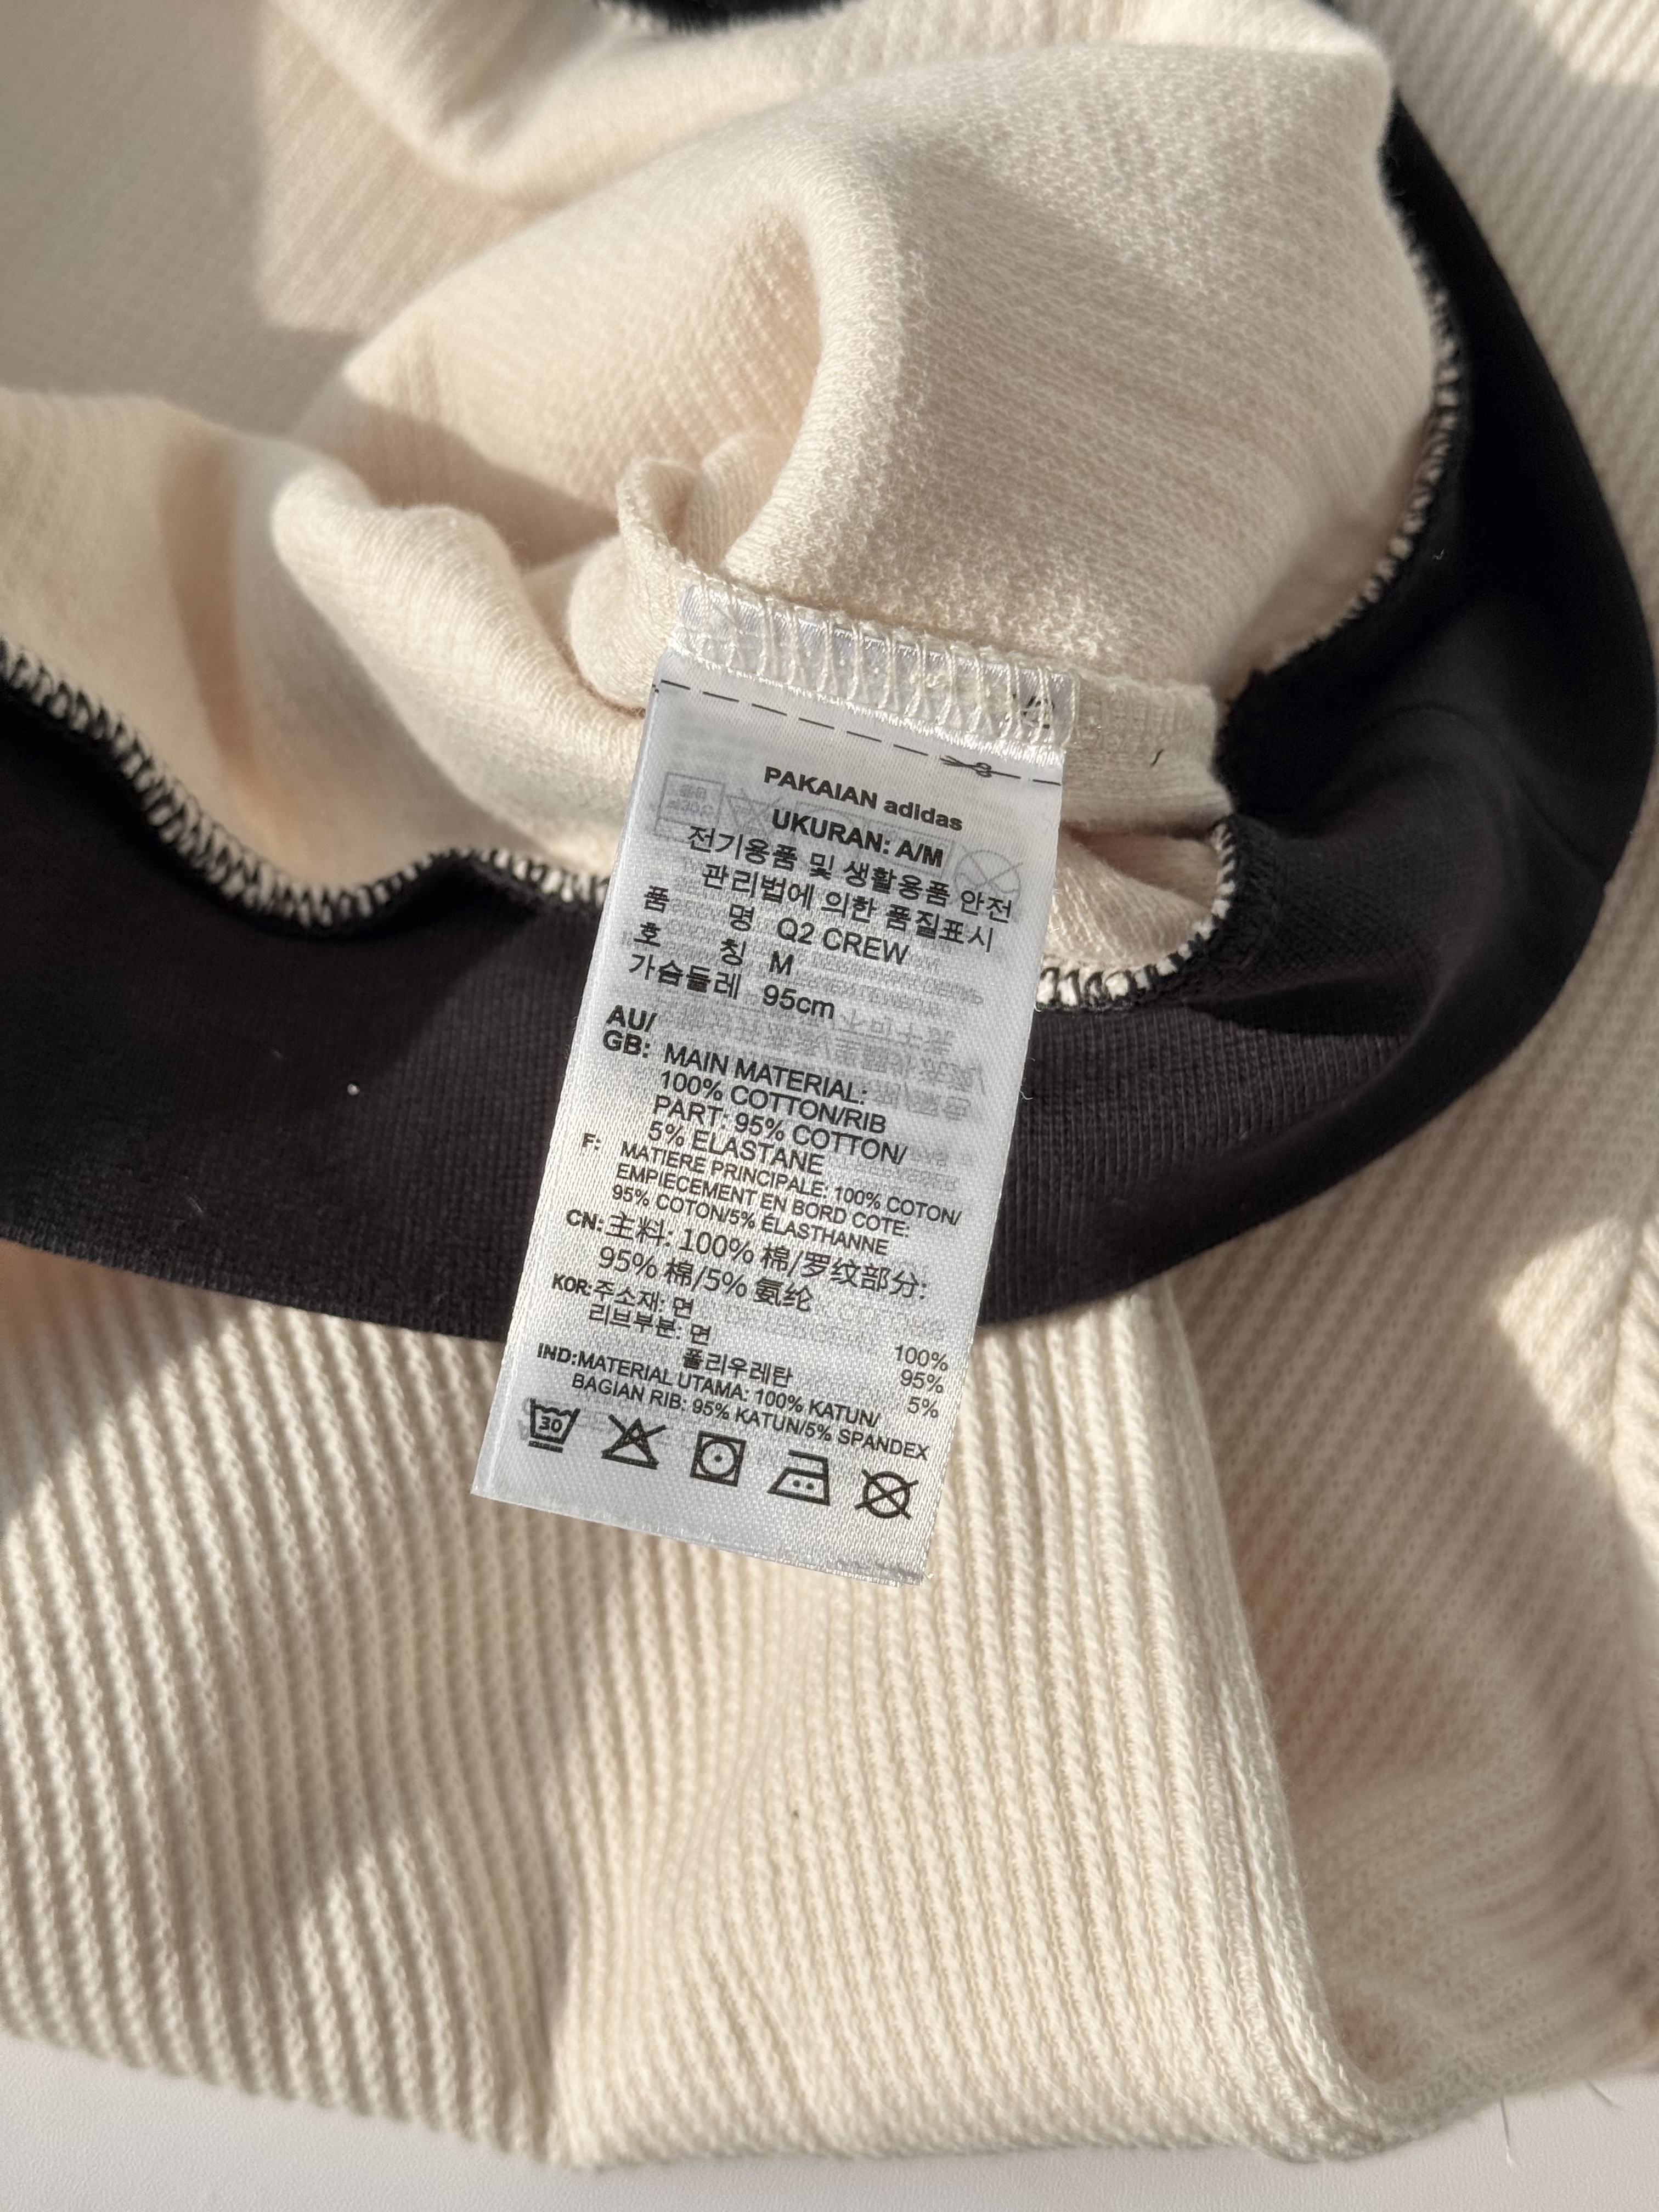 PAKAIAN adidas
UKURAN: A/M
전기용품 및 생활용품 안전
관리법에 의한 품질표시
품 명 Q2 CREW
호 칭 M
가슴둘레 95cm
AU/
GB: MAIN MATERIAL:
100% COTTON/RIB
PART: 95% COTTON/
5% ELASTANE
F: MATIÈRE PRINCIPALE: 100% COTON/
EMPIECEMENT EN BORD COTE:
95% COTON/5% ÉLASTHANNE
CN: 主料: 100% 棉/罗纹部分:
95% 棉/5% 氨纶
KOR: 주소재: 면 100%
리브부분: 면 95%
폴리우레탄 5%
IND: MATERIAL UTAMA: 100% KATUN/
BAGIAN RIB: 95% KATUN/5% SPANDEX
30